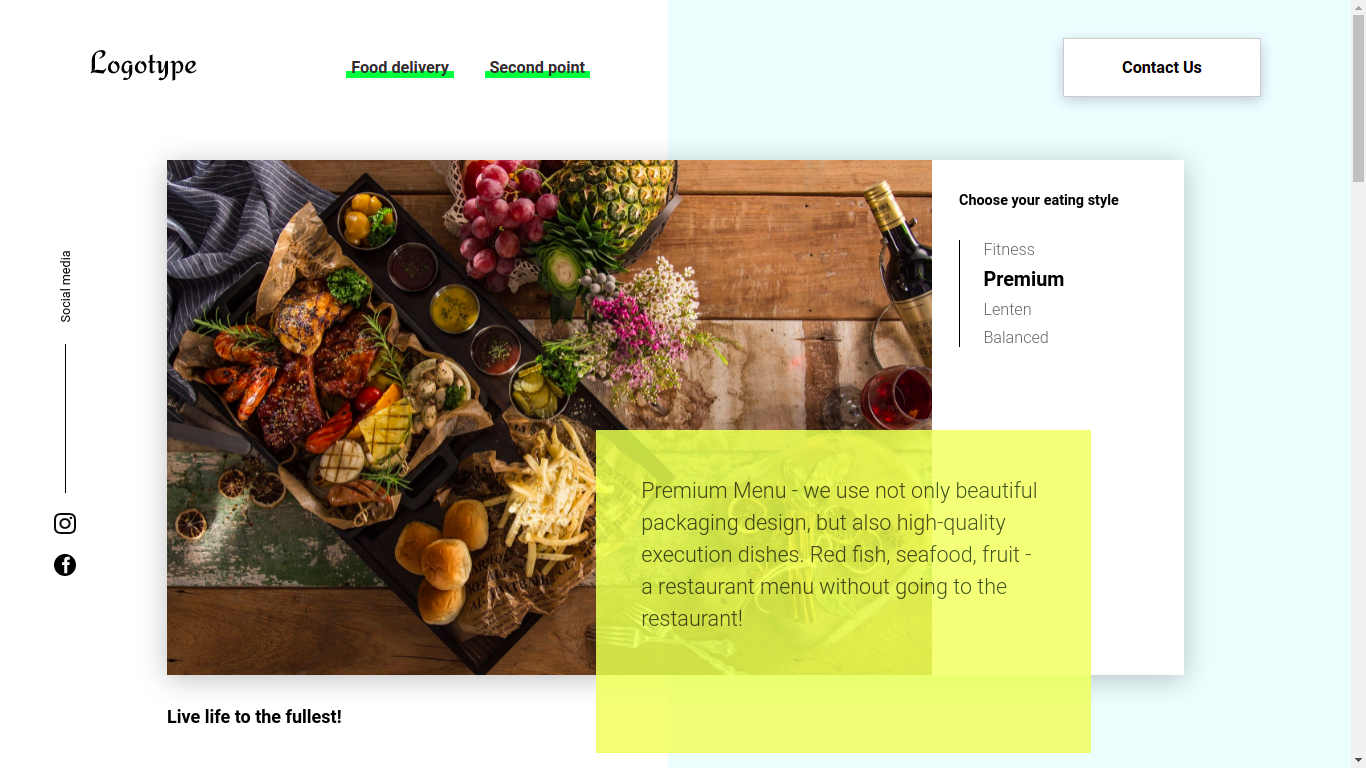 Logotype
Food delivery
Second point
Contact Us
Social media
Choose your eating style
Fitness
Premium
Lenten
Balanced
Premium Menu - we use not only beautiful
packaging design, but also high-quality
execution dishes. Red fish, seafood, fruit -
a restaurant menu without going to the
restaurant!
Live life to the fullest!